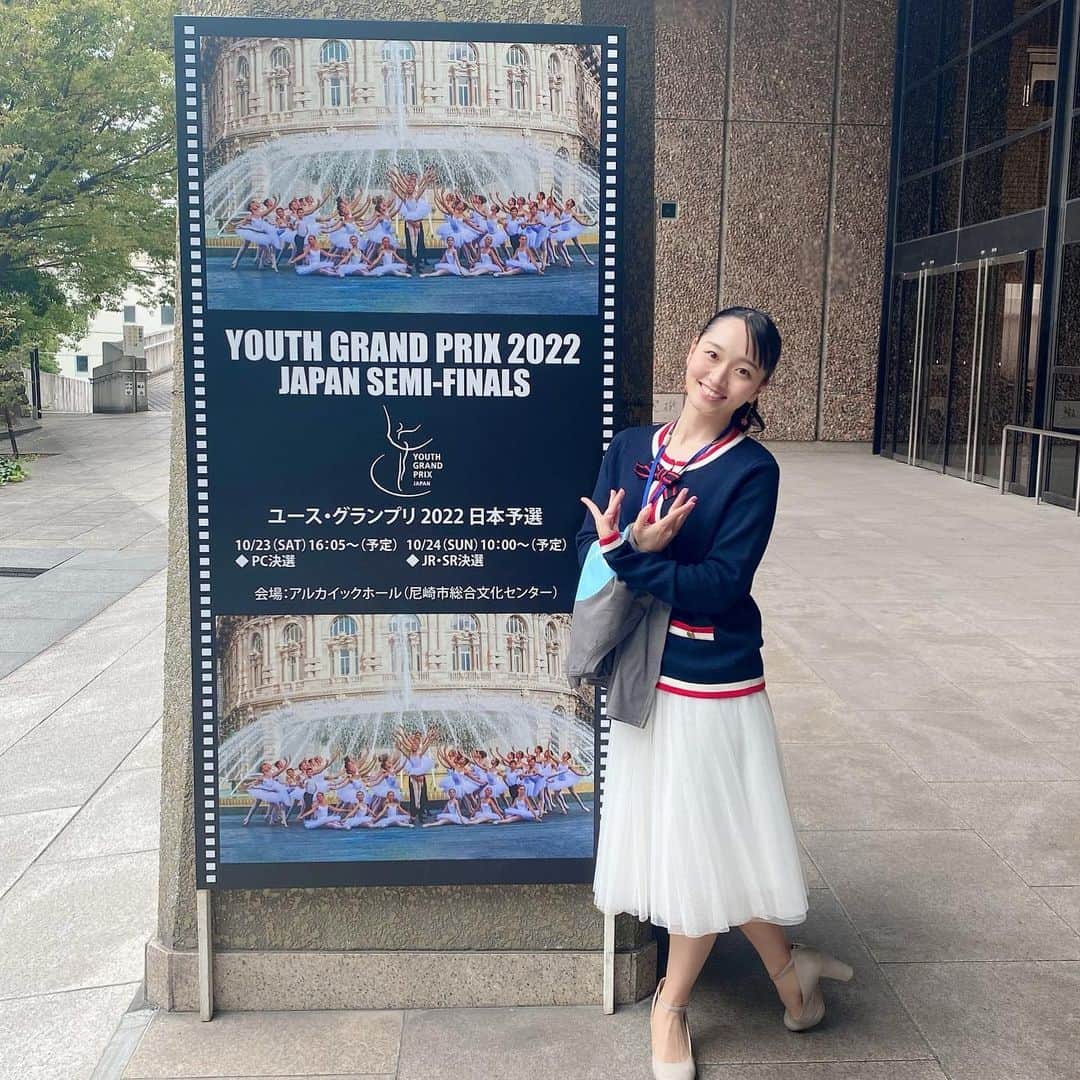 YOUTH GRAND PRIX 2022
JAPAN SEMI-FINALS
YOUTH
GRAND
PRIX
JAPAN
ユース・グランプリ 2022 日本予選
10/23(SAT) 16:05〜(予定) 10/24(SUN) 10:00〜(予定)
◆ PC決選 ◆ JR・SR決選
会場:アルカイックホール(尼崎市総合文化センター)